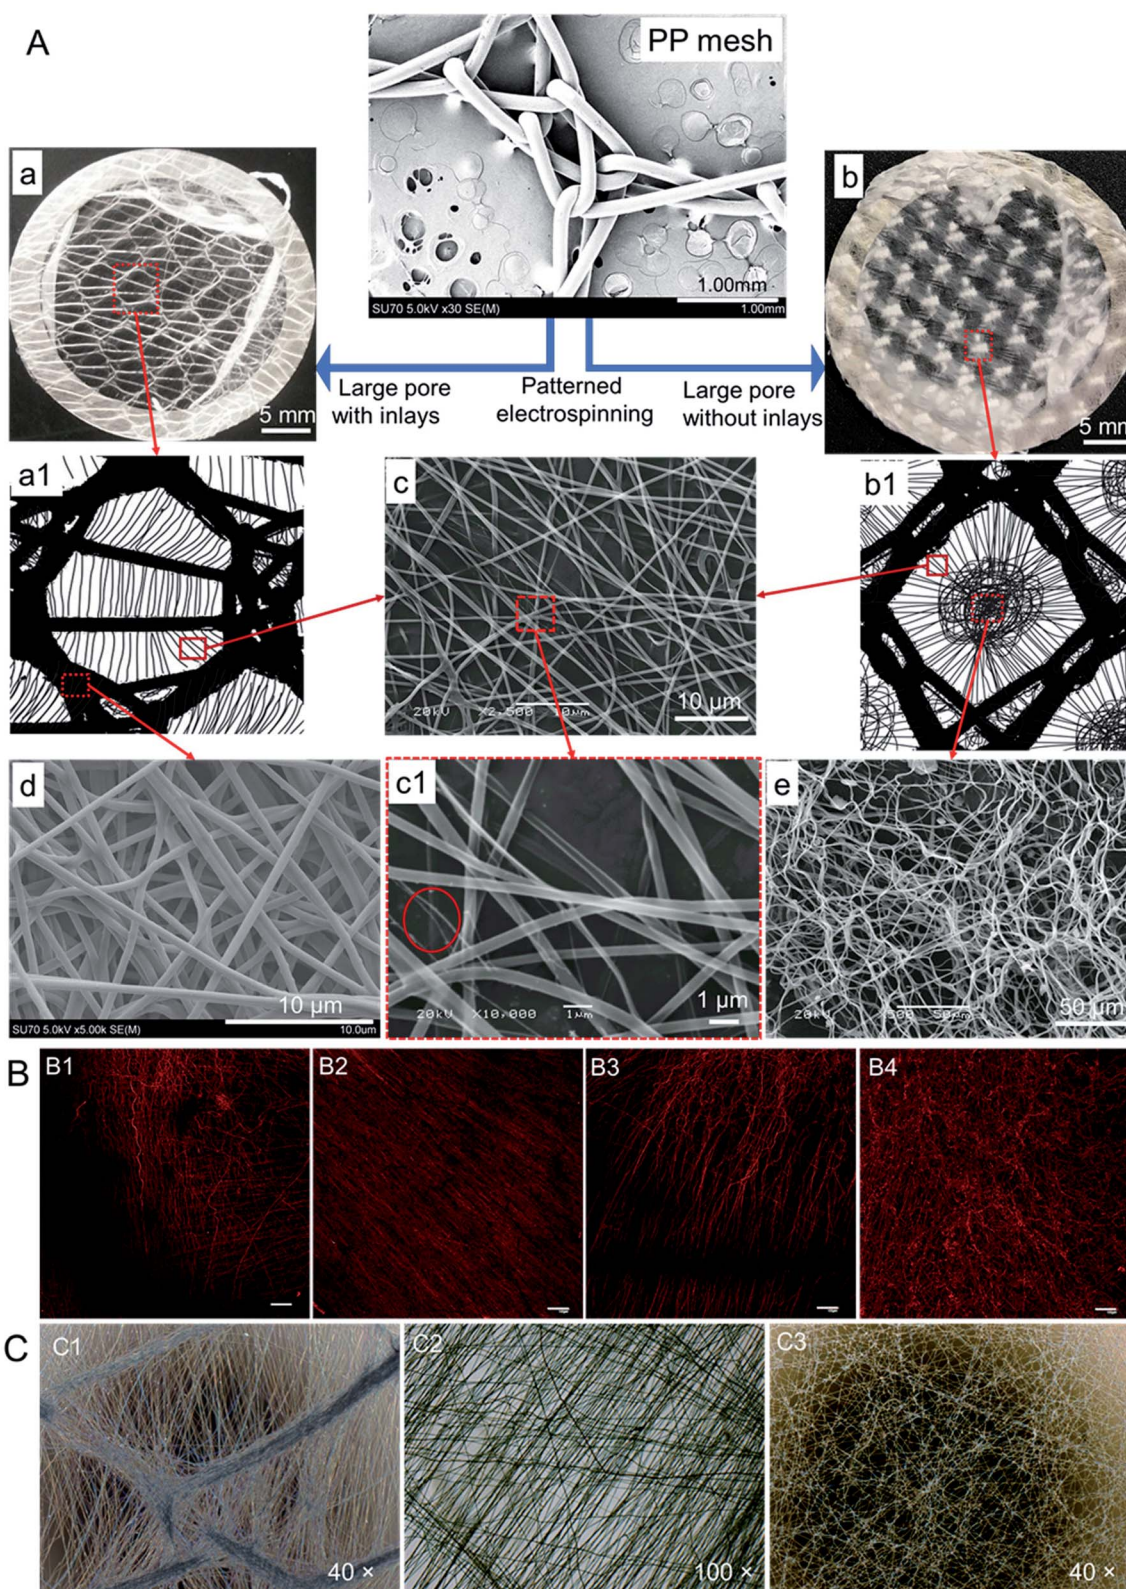 A
PP mesh
1.00mm
SU70 5.0kV x30 SE(M)
1.00mm
a
5 mm
b
5 mm
Large pore
with inlays
Patterned
electrospinning
Large pore
without inlays
a1
c
20kV X2,500 10μm
10 μm
b1
d
10 μm
SU70 5.0kV x5.00k SE(M)
10.0um
c1
20kV X10,000 1μm
1 μm
e
20kV X500 50μm
50 μm
B
B1
B2
B3
B4
C
C1
40 ×
C2
100 ×
C3
40 ×